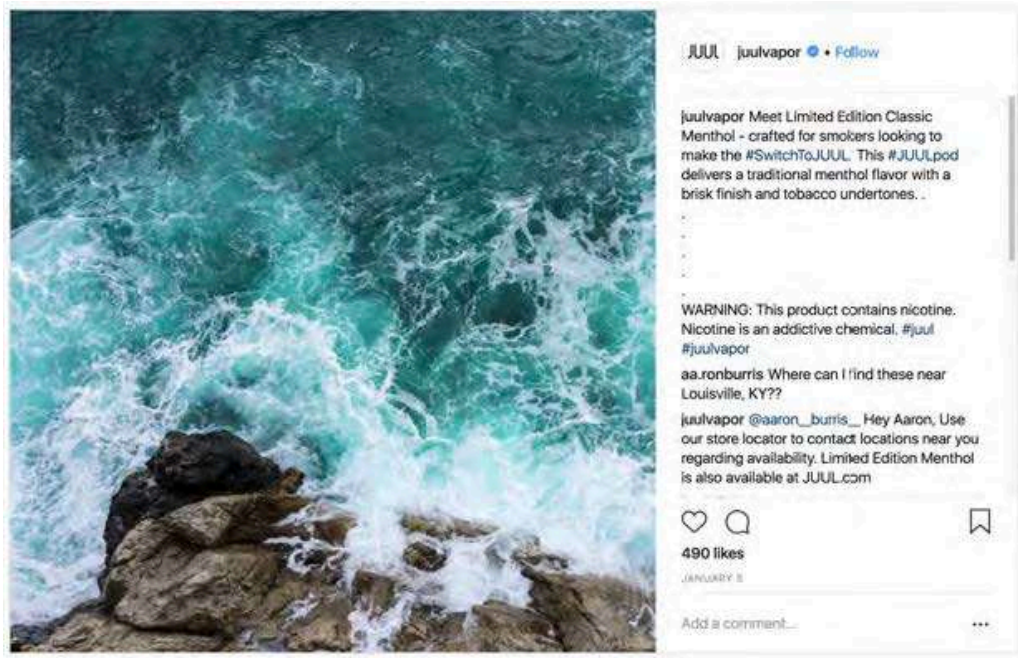 JUUL juulvapor • Follow
juulvapor Meet Limited Edition Classic
Menthol - crafted for smokers looking to
make the #SwitchToJUUL. This #JUULpod
delivers a traditional menthol flavor with a
brisk finish and tobacco undertones. .
.
.
.
.
.
WARNING: This product contains nicotine.
Nicotine is an addictive chemical. #juul
#juulvapor
aa.ronburris Where can I find these near
Louisville, KY??
juulvapor @aaron__burris__ Hey Aaron, Use
our store locator to contact locations near you
regarding availability. Limited Edition Menthol
is also available at JUUL.com
490 likes
JANUARY 5
Add a comment...